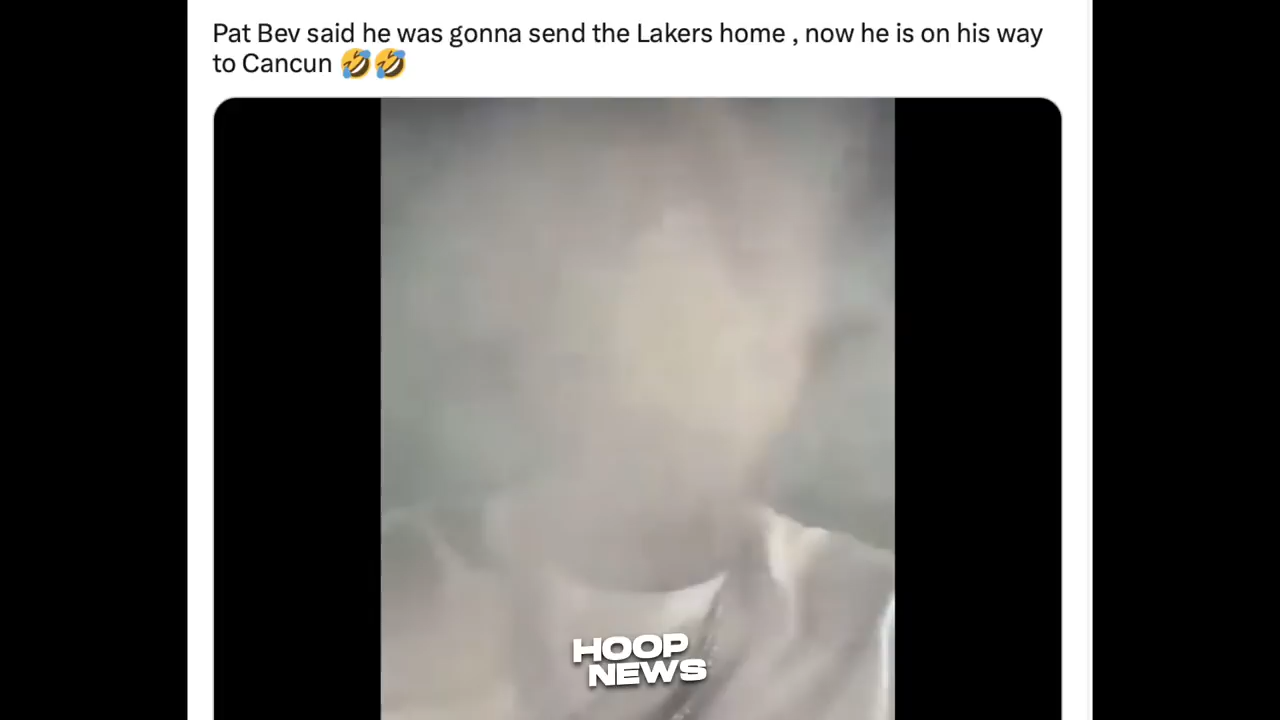 Pat Bev said he was gonna send the Lakers home , now he is on his way
to Cancun 🤣🤣
HOOP
NEWS